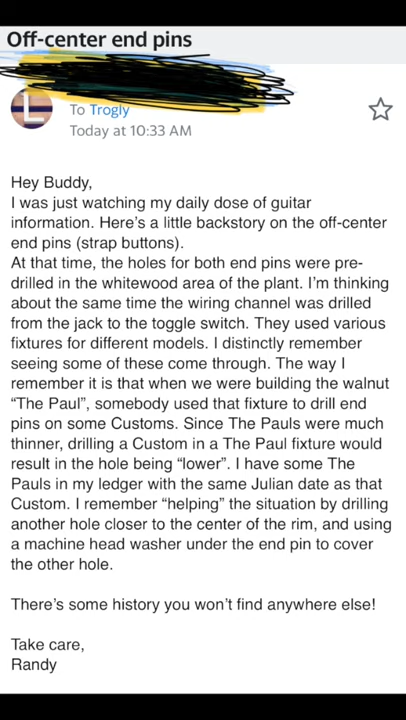 Off-center end pins
L
To Trogly
Today at 10:33 AM
Hey Buddy,
I was just watching my daily dose of guitar
information. Here's a little backstory on the off-center
end pins (strap buttons).
At that time, the holes for both end pins were pre-
drilled in the whitewood area of the plant. I'm thinking
about the same time the wiring channel was drilled
from the jack to the toggle switch. They used various
fixtures for different models. I distinctly remember
seeing some of these come through. The way I
remember it is that when we were building the walnut
“The Paul”, somebody used that fixture to drill end
pins on some Customs. Since The Pauls were much
thinner, drilling a Custom in a The Paul fixture would
result in the hole being “lower”. I have some The
Pauls in my ledger with the same Julian date as that
Custom. I remember “helping” the situation by drilling
another hole closer to the center of the rim, and using
a machine head washer under the end pin to cover
the other hole.
There's some history you won't find anywhere else!
Take care,
Randy